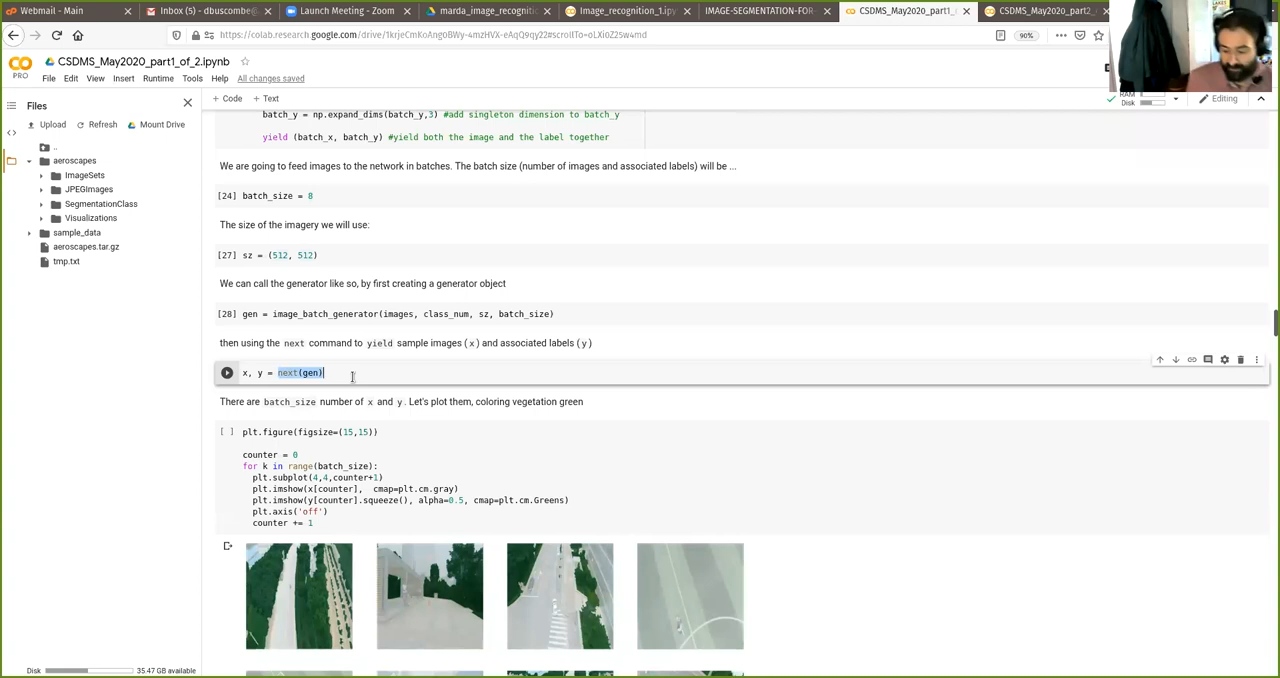 Webmail - Main
Inbox (5) - dbuscombe@
Launch Meeting - Zoom
marda_image_recognitic
Image_recognition_1.ipy
IMAGE-SEGMENTATION-FOR
CSDMS_May2020_part1_
CSDMS_May2020_part2_
https://colab.research.google.com/drive/1krjeCmKoAng0BWy-4mzHVX-eAqQ9qy22#scrollTo=oLXioZ25w4md
90%
CO
PRO
CSDMS_May2020_part1_of_2.ipynb
File Edit View Insert Runtime Tools Help All changes saved
RAM
Disk
Editing
Files
Upload Refresh Mount Drive
..
aeroscapes
ImageSets
JPEGImages
SegmentationClass
Visualizations
sample_data
aeroscapes.tar.gz
tmp.txt
Disk 35.47 GB available
+ Code + Text
batch_y = np.expand_dims(batch_y,3) #add singleton dimension to batch_y
yield (batch_x, batch_y) #yield both the image and the label together
We are going to feed images to the network in batches. The batch size (number of images and associated labels) will be ...
[24] batch_size = 8
The size of the imagery we will use:
[27] sz = (512, 512)
We can call the generator like so, by first creating a generator object
[28] gen = image_batch_generator(images, class_num, sz, batch_size)
then using the next command to yield sample images (x) and associated labels (y)
x, y = next(gen)
There are batch_size number of x and y. Let's plot them, coloring vegetation green
[ ] plt.figure(figsize=(15,15))
counter = 0
for k in range(batch_size):
plt.subplot(4,4,counter+1)
plt.imshow(x[counter], cmap=plt.cm.gray)
plt.imshow(y[counter].squeeze(), alpha=0.5, cmap=plt.cm.Greens)
plt.axis('off')
counter += 1